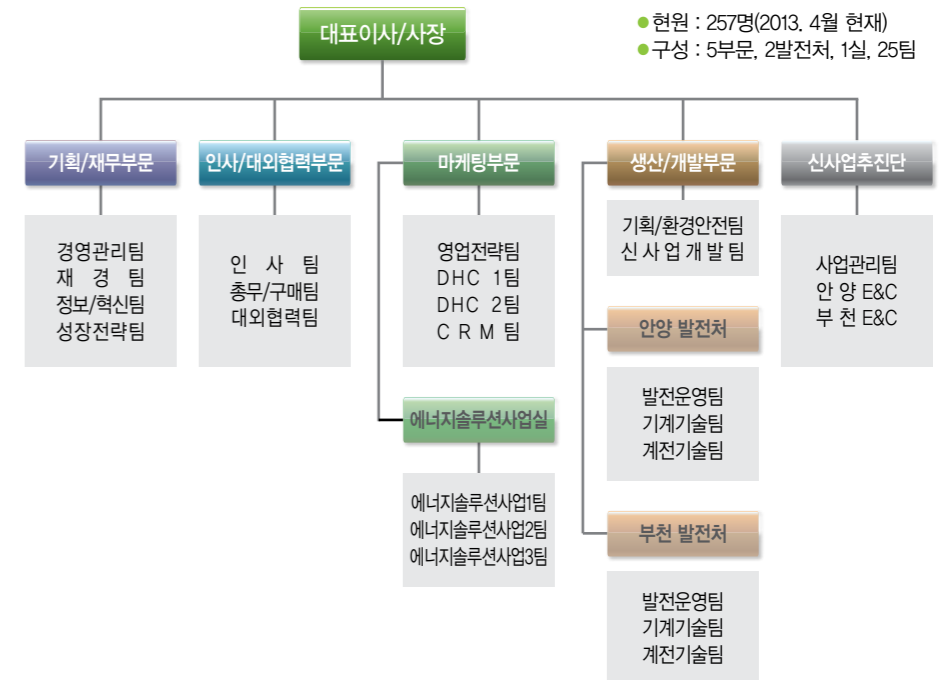 대표이사/사장
●현원 : 257명(2013. 4월 현재)
●구성 : 5부문, 2발전처, 1실, 25팀
기획/재무부문
경영관리팀
재 경 팀
정보/혁신팀
성장전략팀
인사/대외협력부문
인 사 팀
총무/구매팀
대외협력팀
마케팅부문
영업전략팀
DHC 1팀
DHC 2팀
C R M 팀
에너지솔루션사업실
에너지솔루션사업1팀
에너지솔루션사업2팀
에너지솔루션사업3팀
생산/개발부문
기획/환경안전팀
신 사 업 개 발 팀
안양 발전처
발전운영팀
기계기술팀
계전기술팀
부천 발전처
발전운영팀
기계기술팀
계전기술팀
신사업추진단
사업관리팀
안 양 E&C
부 천 E&C